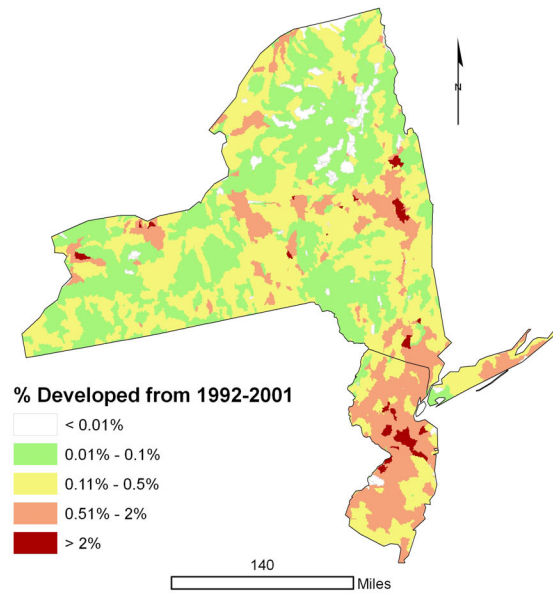 N
% Developed from 1992-2001
< 0.01%
0.01% - 0.1%
0.11% - 0.5%
0.51% - 2%
> 2%
140
Miles